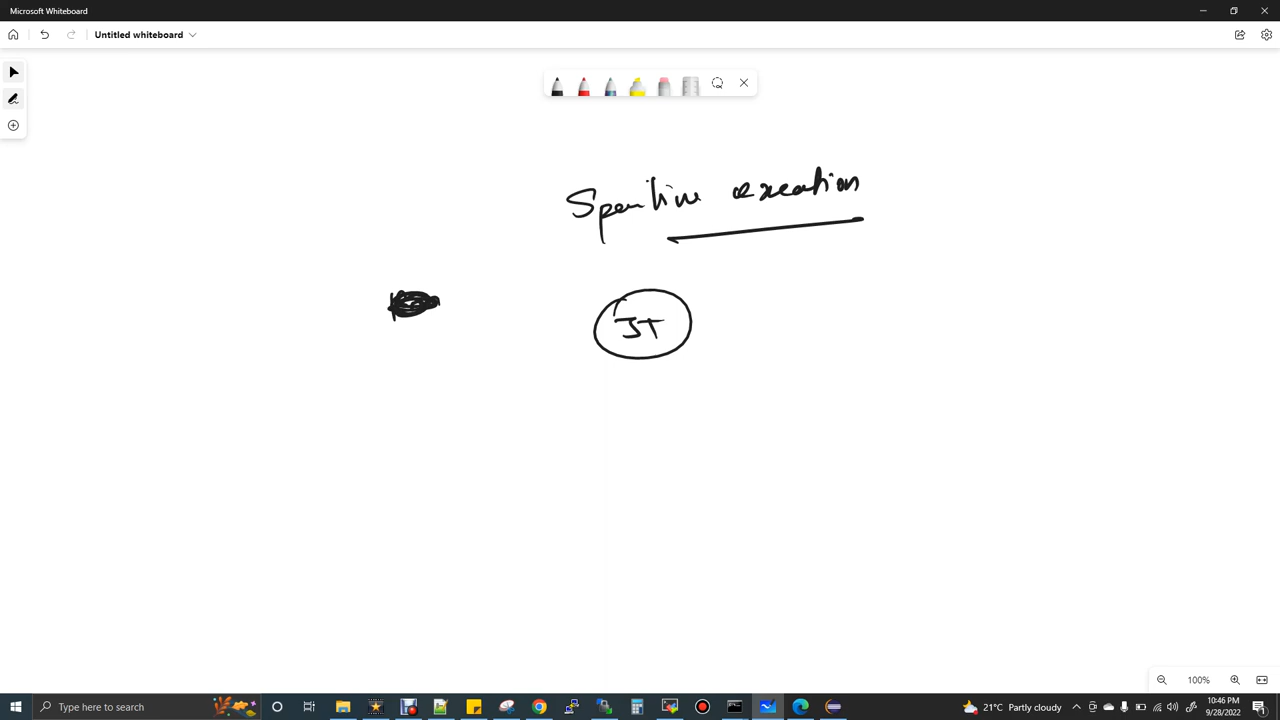 Microsoft Whiteboard
Untitled whiteboard
execution
JT
100%
Type here to search
21°C Partly cloudy
10:46 PM
9/28/2022
1